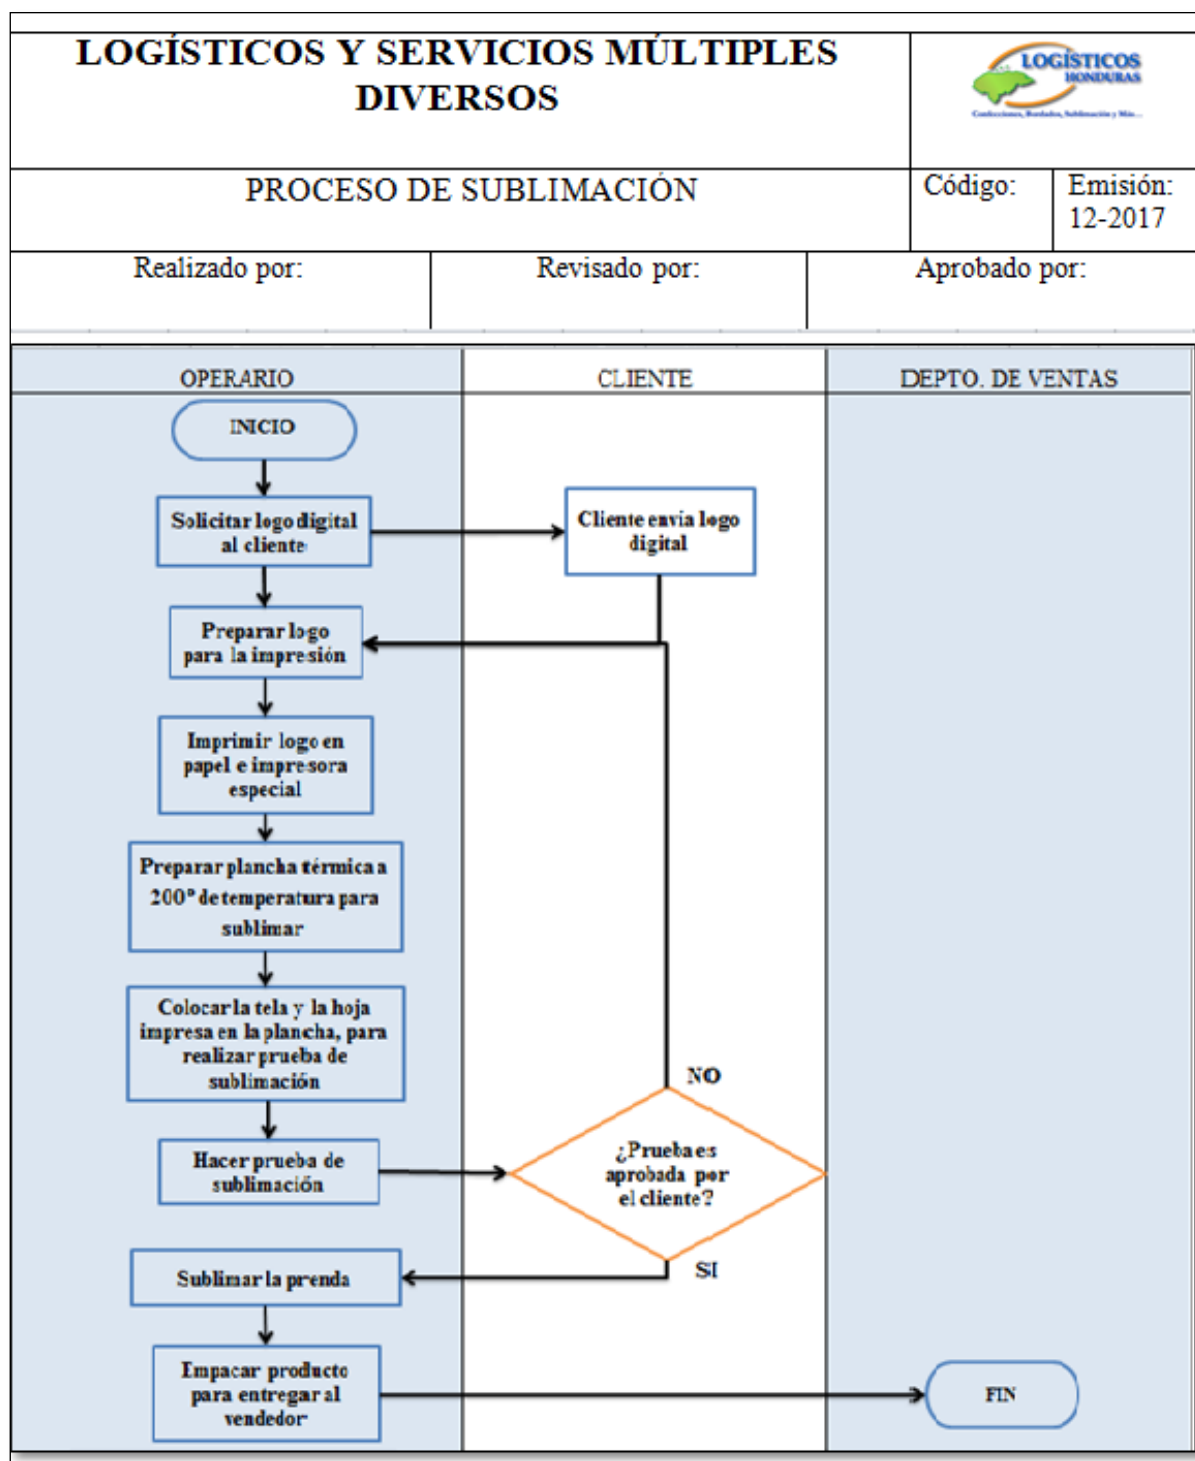 LOGÍSTICOS Y SERVICIOS MÚLTIPLES
DIVERSOS
LOGÍSTICOS
HONDURAS
Confecciones, Bordados, Sublimación y Más...
PROCESO DE SUBLIMACIÓN
Código:
Emisión:
12-2017
Realizado por:
Revisado por:
Aprobado por:
OPERARIO
CLIENTE
DEPTO. DE VENTAS
INICIO
Solicitar logo digital
al cliente
Cliente envía logo
digital
Preparar logo
para la impresión
Imprimir logo en
papel e impresora
especial
Preparar plancha térmica a
200° de temperatura para
sublimar
Colocar la tela y la hoja
impresa en la plancha, para
realizar prueba de
sublimación
NO
Hacer prueba de
sublimación
¿Prueba es
aprobada por
el cliente?
SI
Sublimar la prenda
Empacar producto
para entregar al
vendedor
FIN